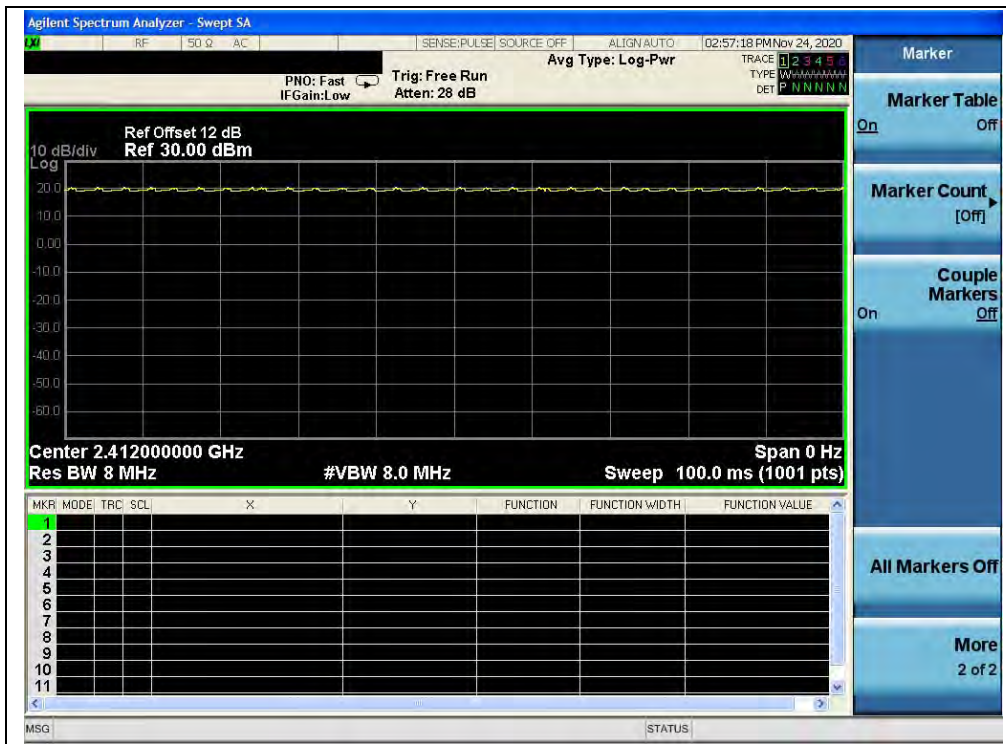 Agilent Spectrum Analyzer - Swept SA
LXI RF 50 Ω AC SENSE:PULSE SOURCE OFF ALIGN AUTO 02:57:18 PM Nov 24, 2020
Avg Type: Log-Pwr
TRACE 1 2 3 4 5 6
PNO: Fast Trig: Free Run
TYPE WWWWWW
IFGain:Low Atten: 28 dB
DET P N N N N N
Ref Offset 12 dB
10 dB/div Ref 30.00 dBm
Log
20.0
10.0
0.00
-10.0
-20.0
-30.0
-40.0
-50.0
-60.0
Center 2.412000000 GHz Span 0 Hz
Res BW 8 MHz #VBW 8.0 MHz Sweep 100.0 ms (1001 pts)
MKR MODE TRC SCL X Y FUNCTION FUNCTION WIDTH FUNCTION VALUE
1
2
3
4
5
6
7
8
9
10
11
MSG STATUS
Marker
Marker Table
On Off
Marker Count
[Off]
Couple
Markers
On Off
All Markers Off
More
2 of 2